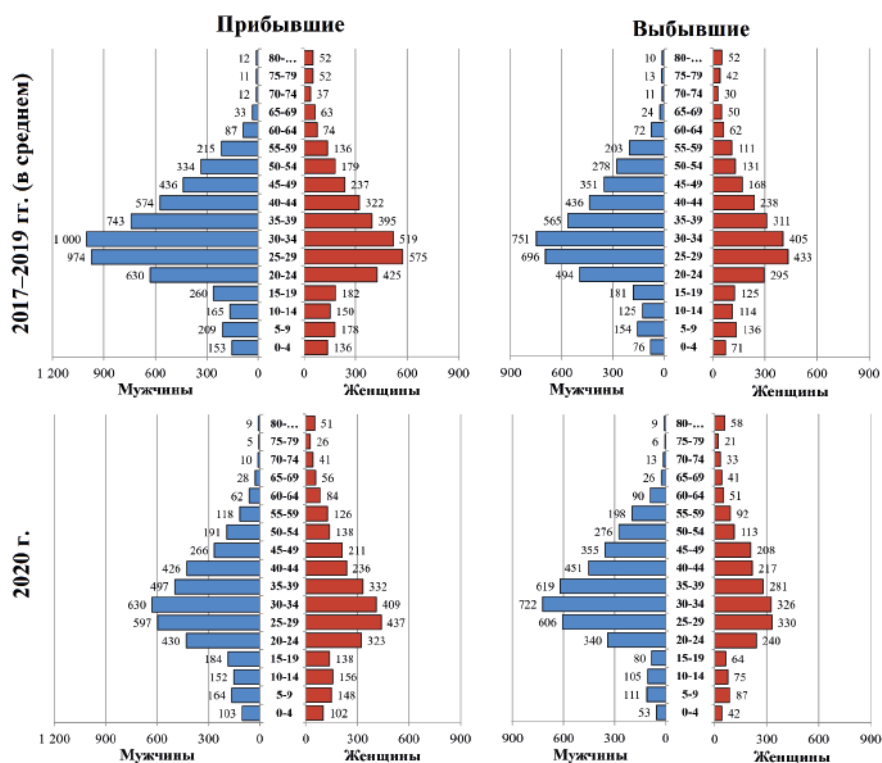 Прибывшие
Выбывшие
2017–2019 гг. (в среднем)
12 80-... 52
11 75-79 52
12 70-74 37
33 65-69 63
87 60-64 74
215 55-59 136
334 50-54 179
436 45-49 237
574 40-44 322
743 35-39 395
1 000 30-34 519
974 25-29 575
630 20-24 425
260 15-19 182
165 10-14 150
209 5-9 178
153 0-4 136
1 200 900 600 300 0 0 300 600 900
Мужчины Женщины
10 80-... 52
13 75-79 42
11 70-74 30
24 65-69 50
72 60-64 62
203 55-59 111
278 50-54 131
351 45-49 168
436 40-44 238
565 35-39 311
751 30-34 405
696 25-29 433
494 20-24 295
181 15-19 125
125 10-14 114
154 5-9 136
76 0-4 71
900 600 300 0 0 300 600 900
Мужчины Женщины
2020 г.
9 80-... 51
5 75-79 26
10 70-74 41
28 65-69 56
62 60-64 84
118 55-59 126
191 50-54 138
266 45-49 211
426 40-44 236
497 35-39 332
630 30-34 409
597 25-29 437
430 20-24 323
184 15-19 138
152 10-14 156
164 5-9 148
103 0-4 102
1 200 900 600 300 0 0 300 600 900
Мужчины Женщины
9 80-... 58
6 75-79 21
13 70-74 33
26 65-69 41
90 60-64 51
198 55-59 92
276 50-54 113
355 45-49 208
451 40-44 217
619 35-39 281
722 30-34 326
606 25-29 330
340 20-24 240
80 15-19 64
105 10-14 75
111 5-9 87
53 0-4 42
900 600 300 0 0 300 600 900
Мужчины Женщины